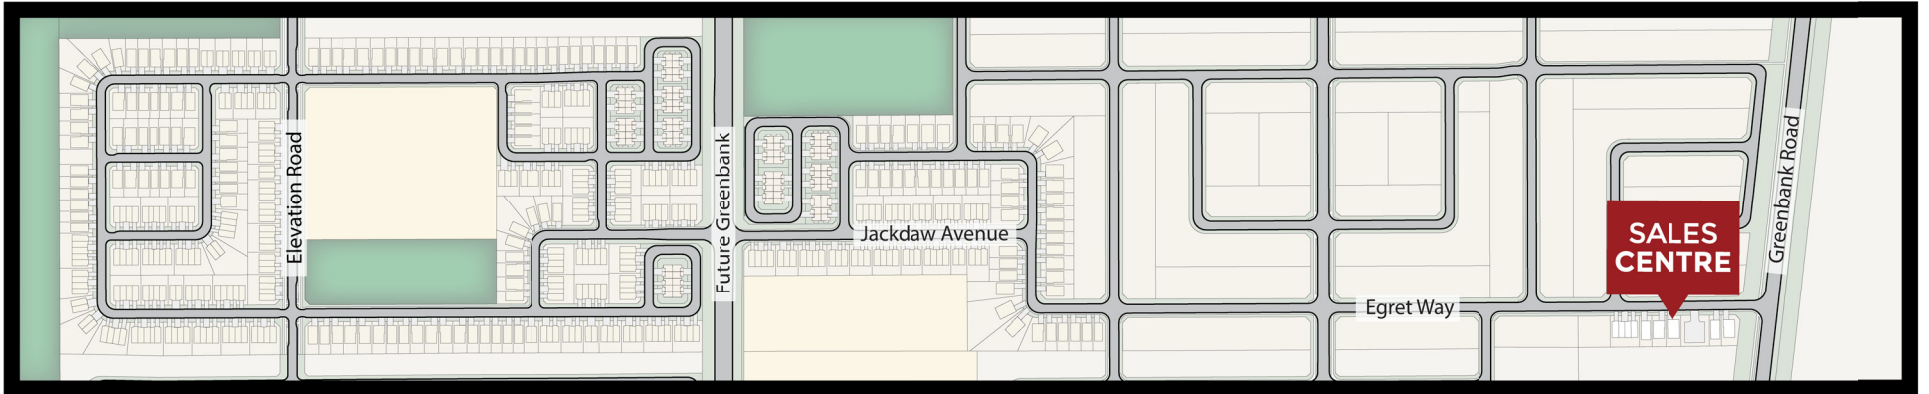 Elevation Road
Future Greenbank
Jackdaw Avenue
Egret Way
SALES
CENTRE
Greenbank Road